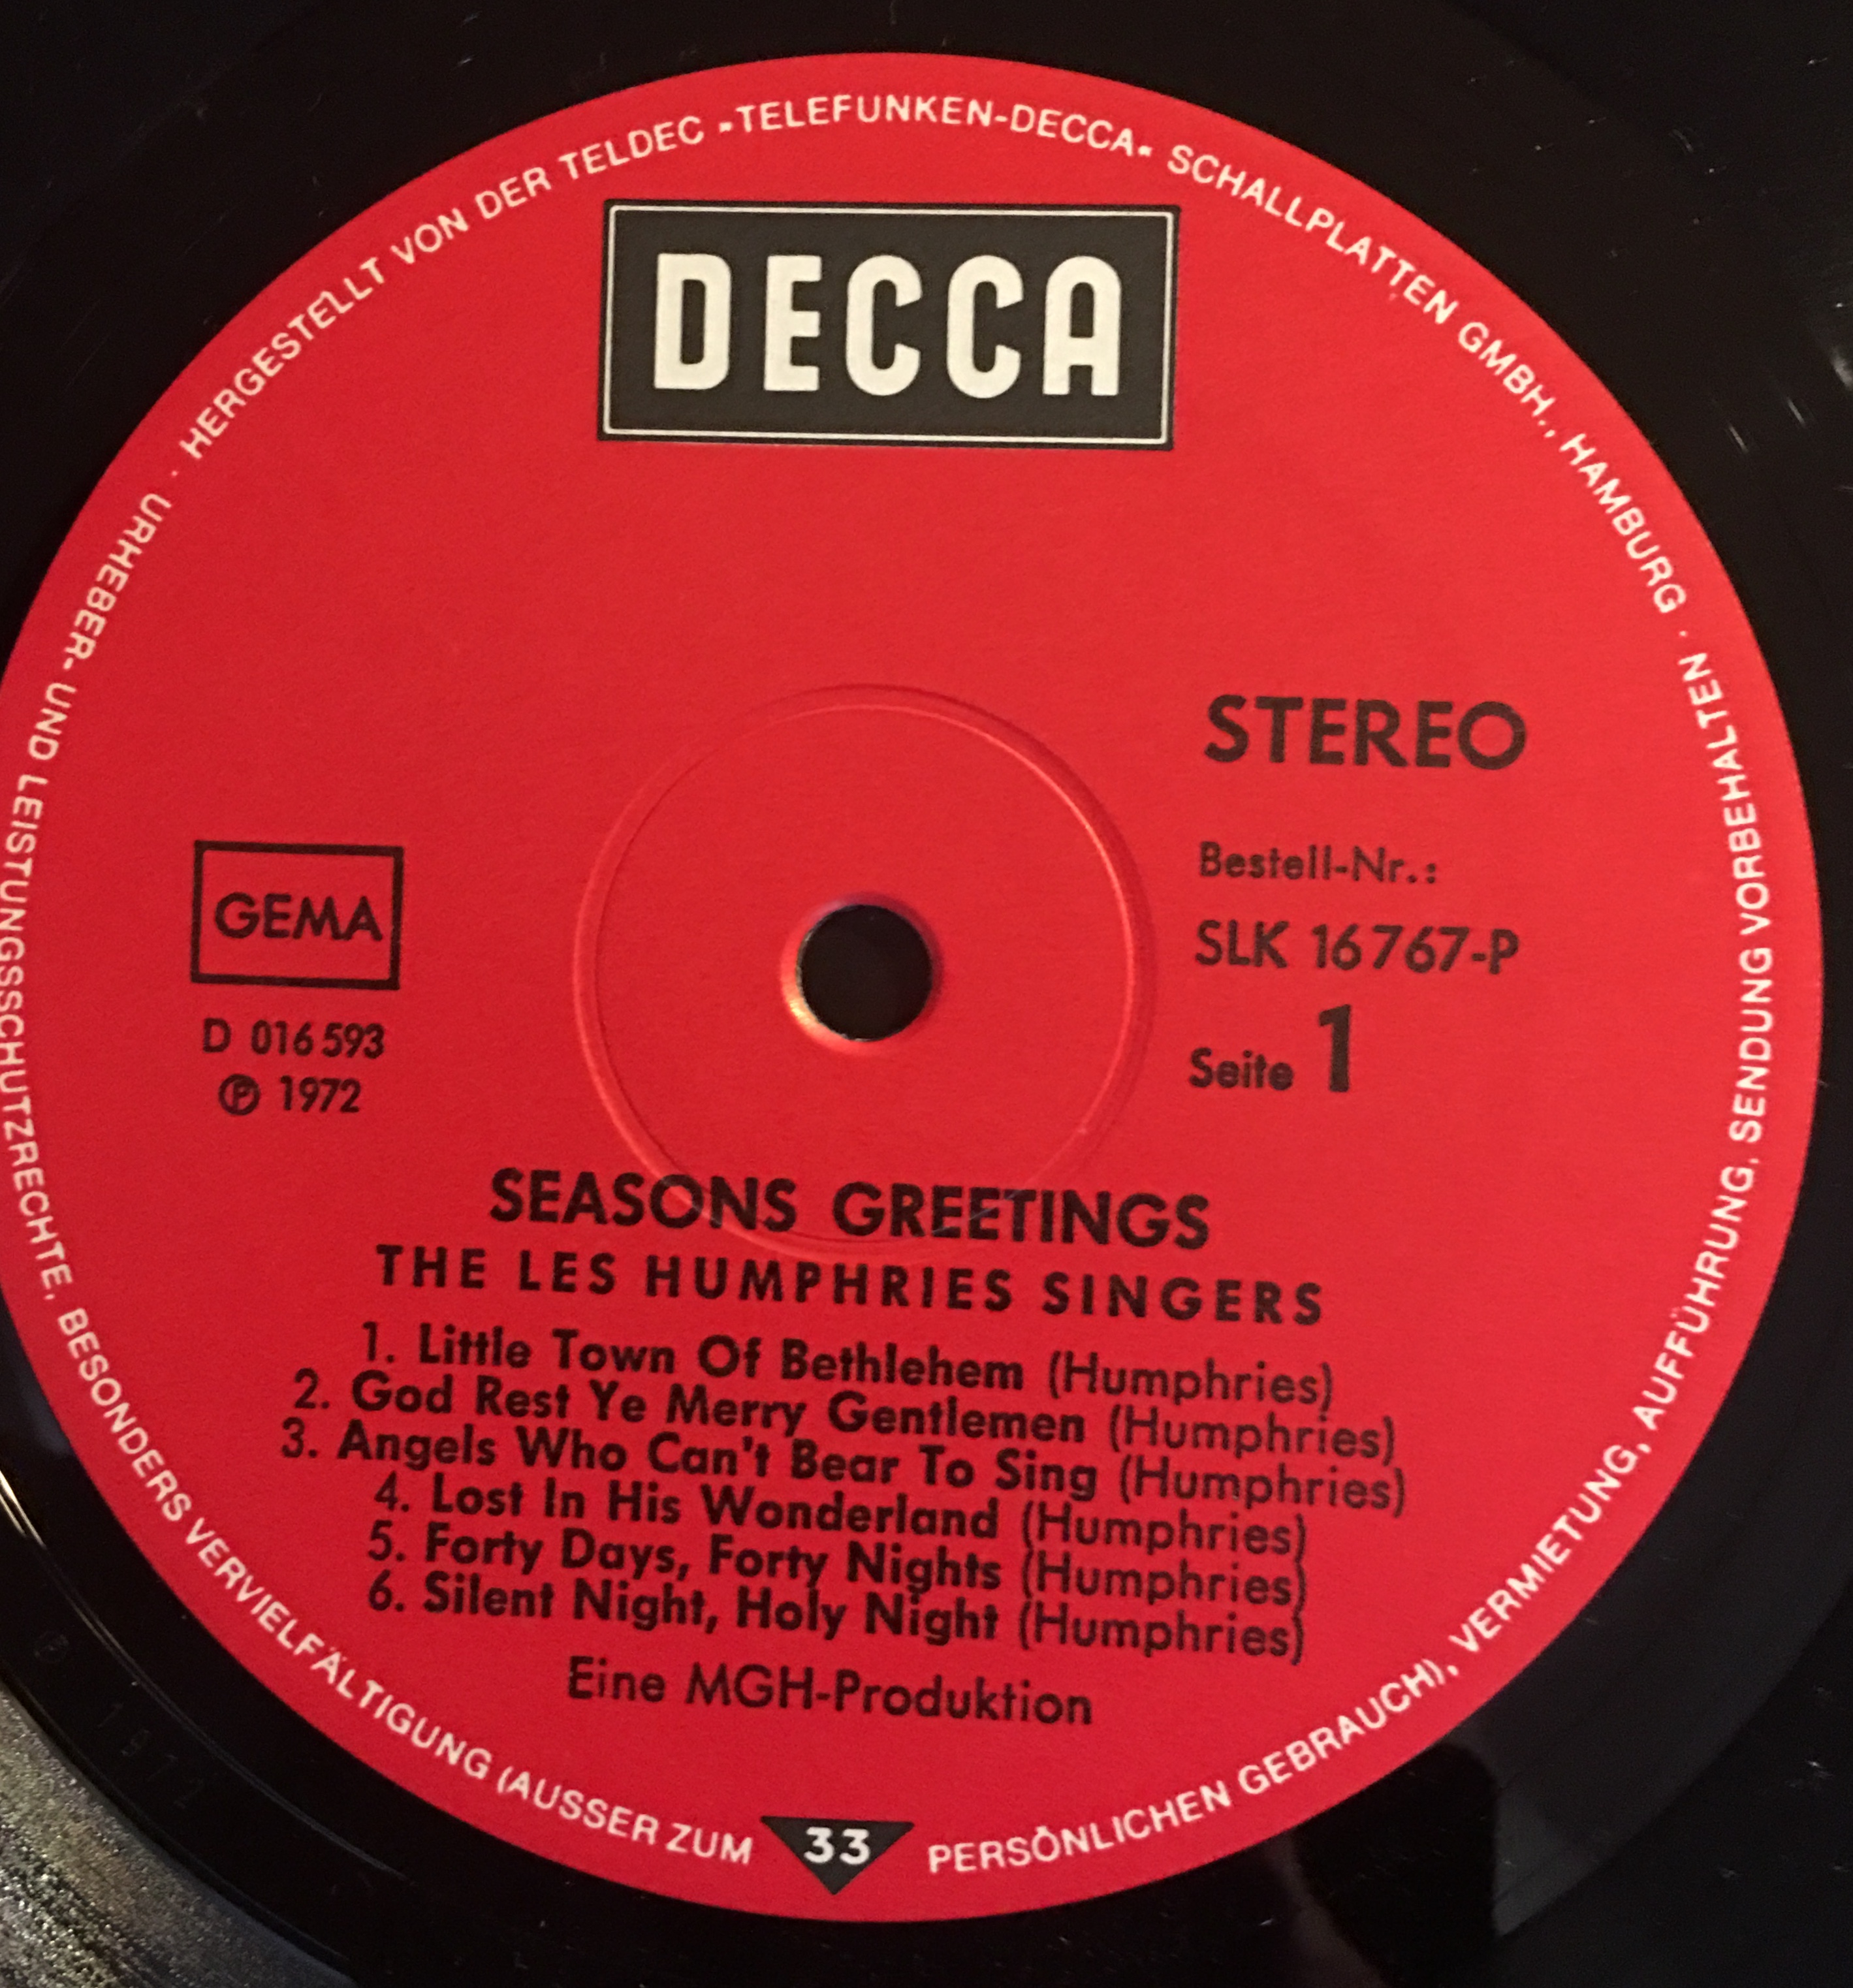 HERGESTELLT VON DER TELDEC »TELEFUNKEN-DECCA« SCHALLPLATTEN GMBH., HAMBURG · 
URHEBER- UND LEISTUNGSSCHUTZRECHTE, BESONDERS VERVIELFÄLTIGUNG (AUSSER ZUM PERSÖNLICHEN GEBRAUCH), VERMIETUNG, AUFFÜHRUNG, SENDUNG VORBEHALTEN ·
DECCA
STEREO
GEMA
Bestell-Nr.:
SLK 16767-P
D 016593
Ⓟ 1972
Seite 1
SEASONS GREETINGS
THE LES HUMPHRIES SINGERS
1. Little Town Of Bethlehem (Humphries)
2. God Rest Ye Merry Gentlemen (Humphries)
3. Angels Who Can't Bear To Sing (Humphries)
4. Lost In His Wonderland (Humphries)
5. Forty Days, Forty Nights (Humphries)
6. Silent Night, Holy Night (Humphries)
Eine MGH-Produktion
33
1972